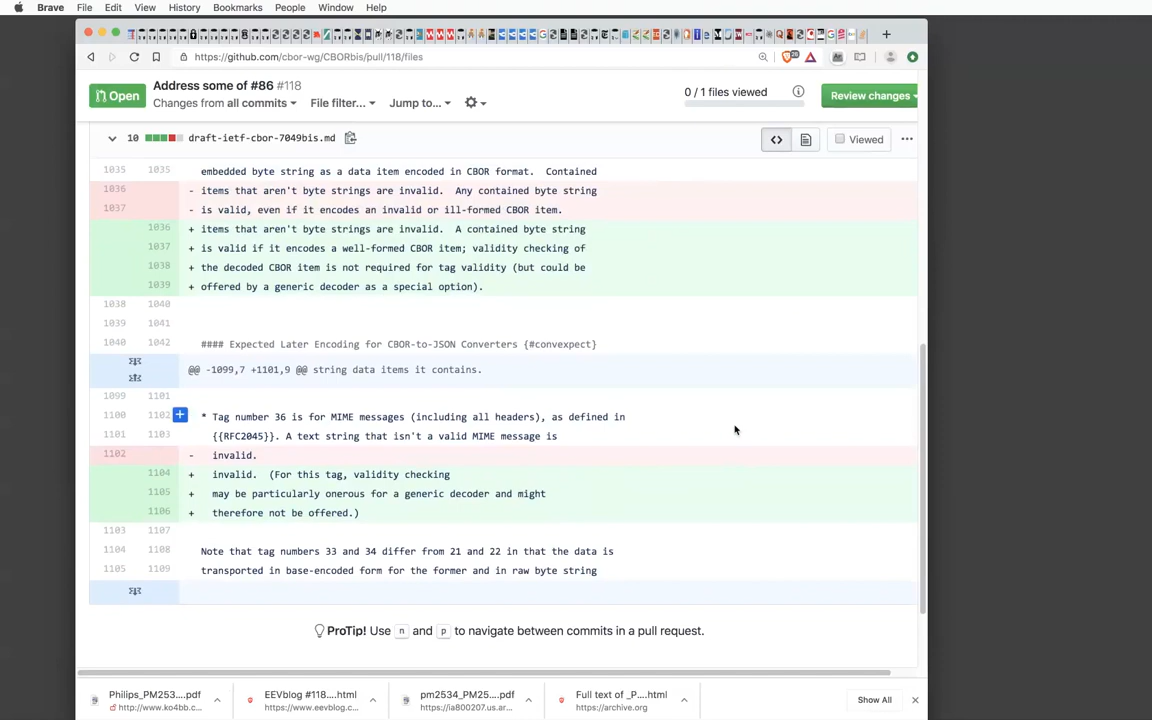 Brave File Edit View History Bookmarks People Window Help
https://github.com/cbor-wg/CBORbis/pull/118/files
Open
Address some of #86 #118
Changes from all commits File filter... Jump to...
0 / 1 files viewed
Review changes
10 draft-ietf-cbor-7049bis.md
Viewed
1035 1035 embedded byte string as a data item encoded in CBOR format. Contained
1036 - items that aren't byte strings are invalid. Any contained byte string
1037 - is valid, even if it encodes an invalid or ill-formed CBOR item.
1036 + items that aren't byte strings are invalid. A contained byte string
1037 + is valid if it encodes a well-formed CBOR item; validity checking of
1038 + the decoded CBOR item is not required for tag validity (but could be
1039 + offered by a generic decoder as a special option).
1038 1040
1039 1041
1040 1042 #### Expected Later Encoding for CBOR-to-JSON Converters {#convexpect}
@@ -1099,7 +1101,9 @@ string data items it contains.
1099 1101
1100 1102 * Tag number 36 is for MIME messages (including all headers), as defined in
1101 1103 {{RFC2045}}. A text string that isn't a valid MIME message is
1102 - invalid.
1104 + invalid. (For this tag, validity checking
1105 + may be particularly onerous for a generic decoder and might
1106 + therefore not be offered.)
1103 1107
1104 1108 Note that tag numbers 33 and 34 differ from 21 and 22 in that the data is
1105 1109 transported in base-encoded form for the former and in raw byte string
ProTip! Use n and p to navigate between commits in a pull request.
Philips_PM253....pdf
http://www.ko4bb.c...
EEVblog #118....html
https://www.eevblog.c...
pm2534_PM25....pdf
https://ia800207.us.ar...
Full text of _P....html
https://archive.org
Show All